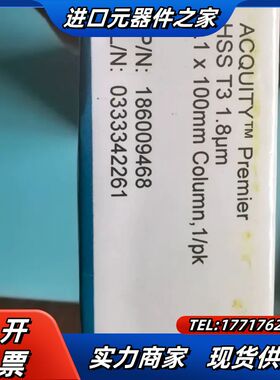 进口元器件之家
ACQUITY™ Premier
HSS T3 1.8µm
1 x 100mm Column, 1/pk
P/N: 186009468
L/N: 0333342261
开
票
TEL:1771762
实力商家 现货供应